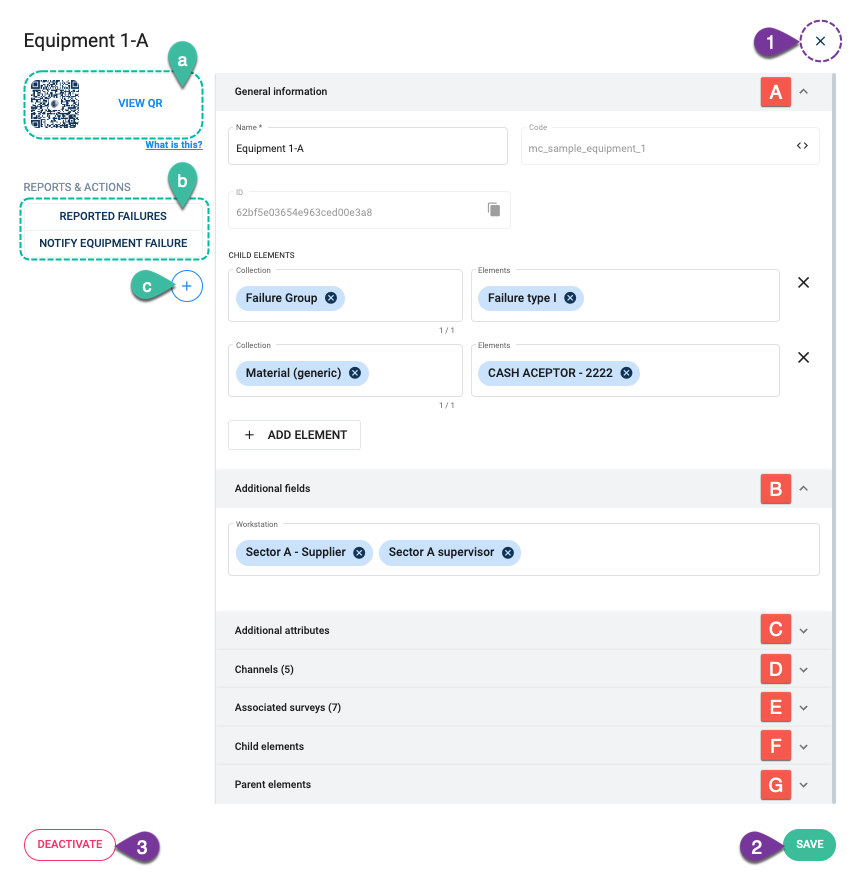 Equipment 1-A
1
a
VIEW QR
What is this?
b
REPORTS & ACTIONS
REPORTED FAILURES
NOTIFY EQUIPMENT FAILURE
c
General information
A
Name *
Equipment 1-A
Code
mc_sample_equipment_1
ID
62bf5e03654e963ced00e3a8
CHILD ELEMENTS
Collection
Failure Group
1 / 1
Elements
Failure type I
Collection
Material (generic)
1 / 1
Elements
CASH ACEPTOR - 2222
+ ADD ELEMENT
Additional fields
B
Workstation
Sector A - Supplier
Sector A supervisor
Additional attributes
C
Channels (5)
D
Associated surveys (7)
E
Child elements
F
Parent elements
G
DEACTIVATE
3
2
SAVE